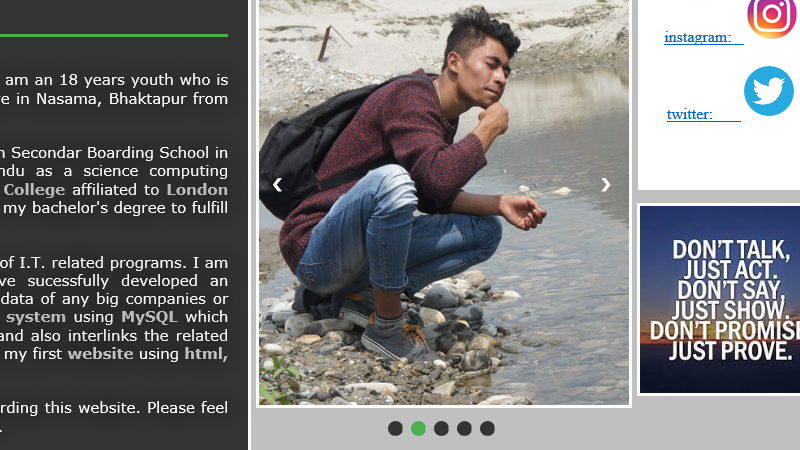 am an 18 years youth who is
e in Nasama, Bhaktapur from
Secondar Boarding School in
ndu as a science computing
College affiliated to London
my bachelor's degree to fulfill
of I.T. related programs. I am
ve sucessfully developed an
data of any big companies or
system using MySQL which
and also interlinks the related
my first website using html,
rding this website. Please feel
instagram:
twitter:
DON'T TALK,
JUST ACT.
DON'T SAY,
JUST SHOW.
DON'T PROMISE
JUST PROVE.